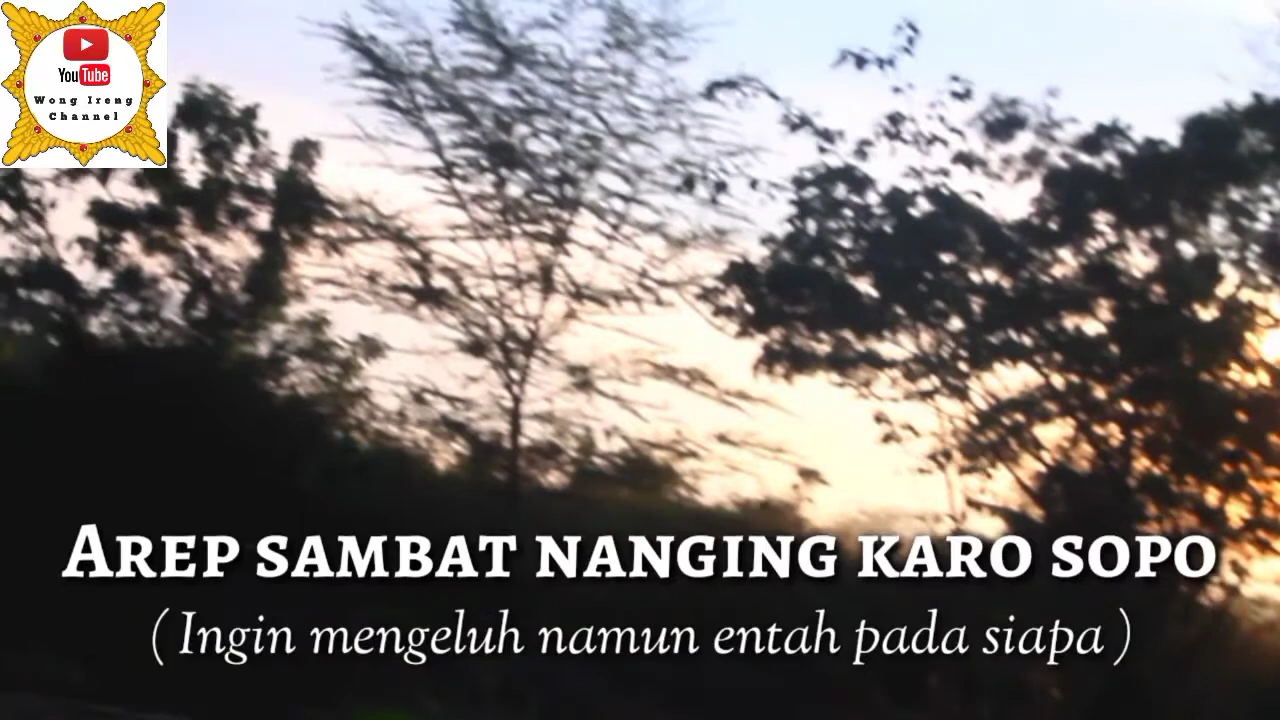 YouTube
Wong Ireng
Channel
AREP SAMBAT NANGING KARO SOPO
( Ingin mengeluh namun entah pada siapa )